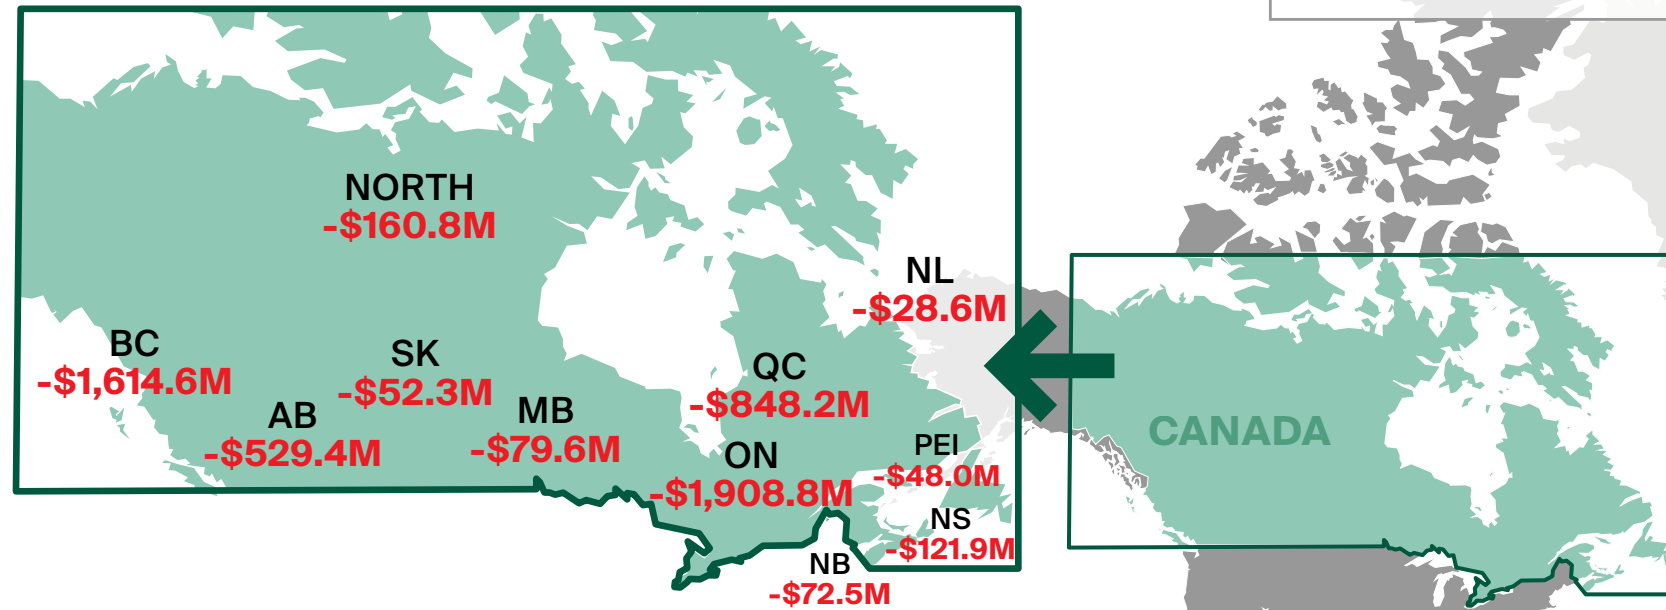 NORTH
-$160.8M
NL
-$28.6M
BC
-$1,614.6M
SK
-$52.3M
QC
-$848.2M
AB
-$529.4M
MB
-$79.6M
ON
-$1,908.8M
PEI
-$48.0M
NS
-$121.9M
NB
-$72.5M
CANADA